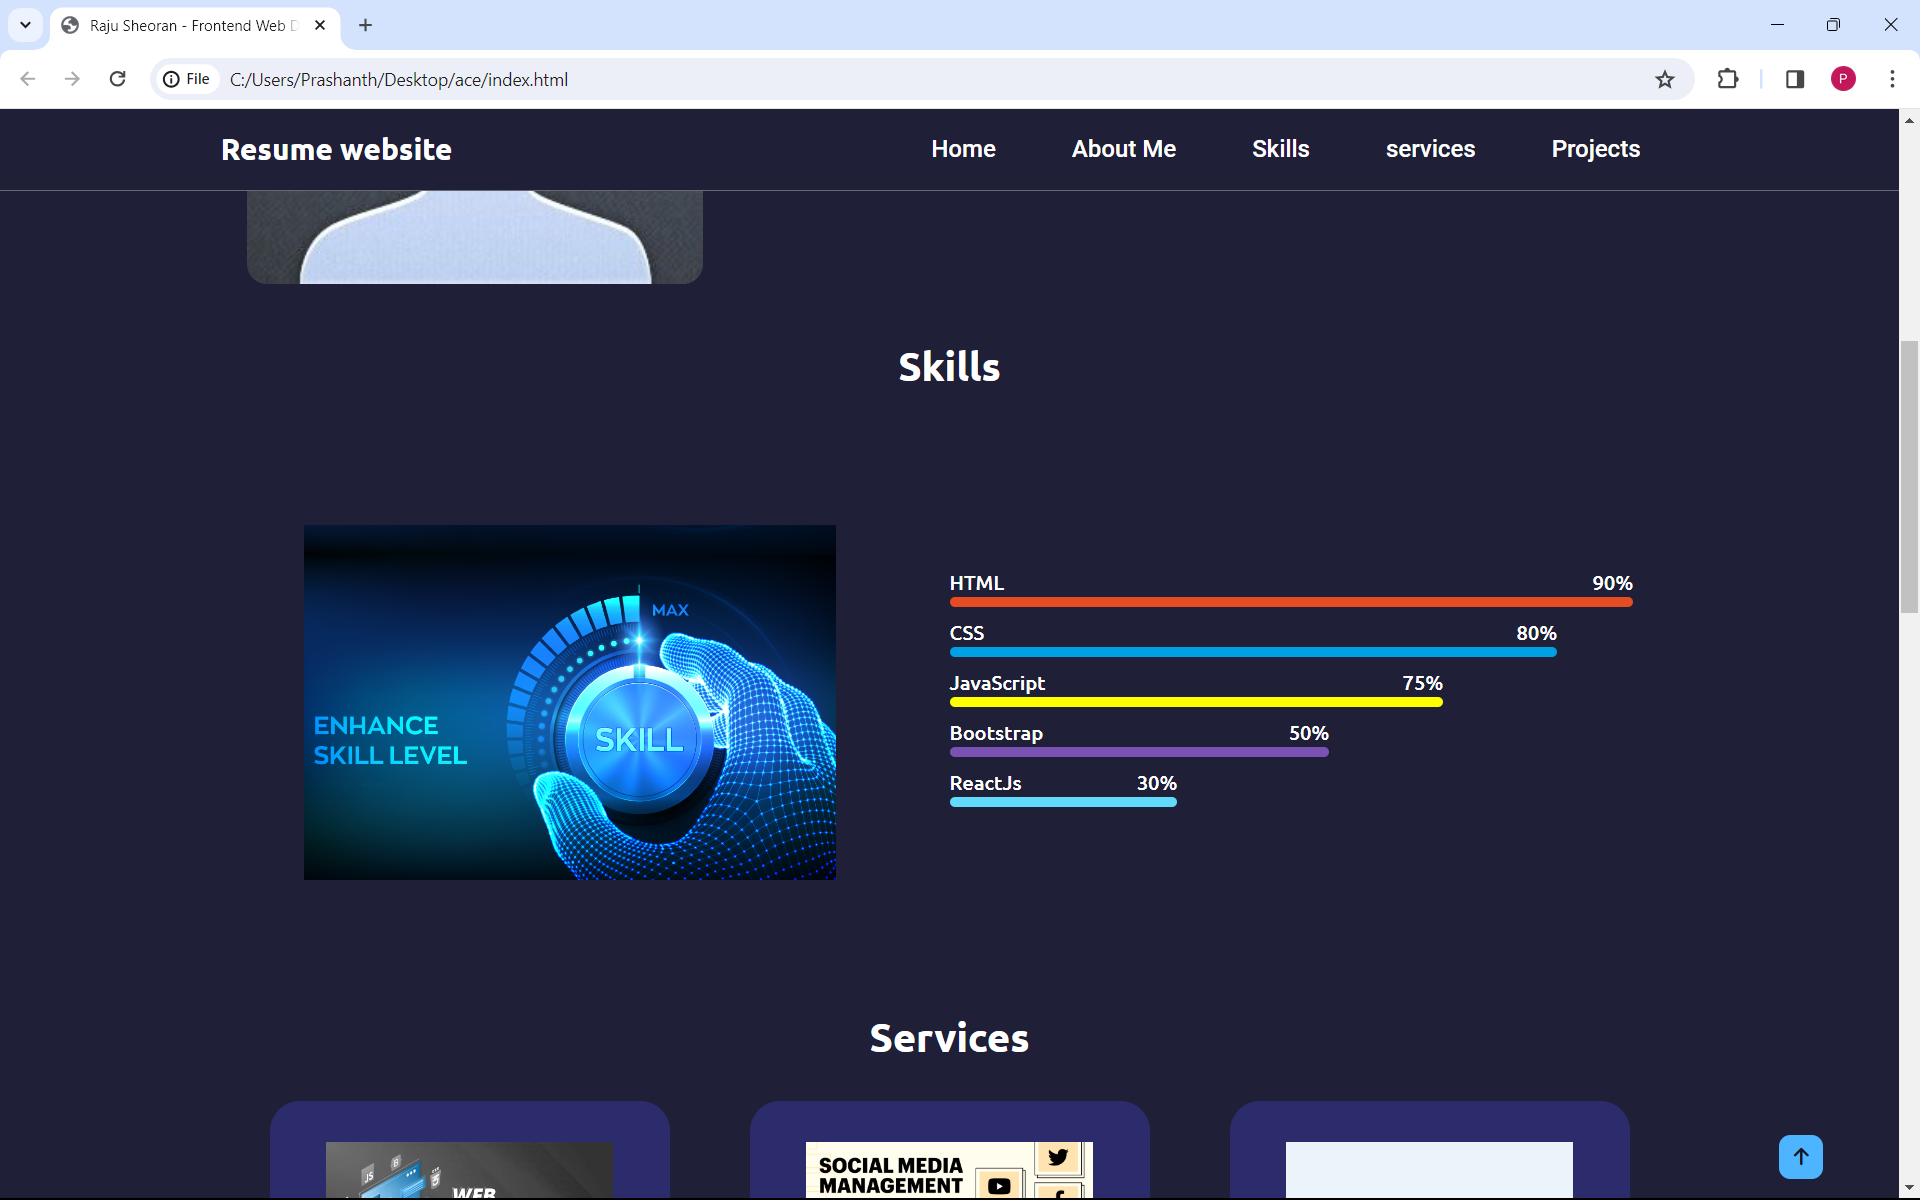 Raju Sheoran - Frontend Web D
File
C:/Users/Prashanth/Desktop/ace/index.html
P
Resume website
Home
About Me
Skills
services
Projects
Skills
MAX
SKILL
ENHANCE
SKILL LEVEL
HTML 90%
CSS 80%
JavaScript 75%
Bootstrap 50%
ReactJs 30%
Services
JS
B
WEB
SOCIAL MEDIA
MANAGEMENT